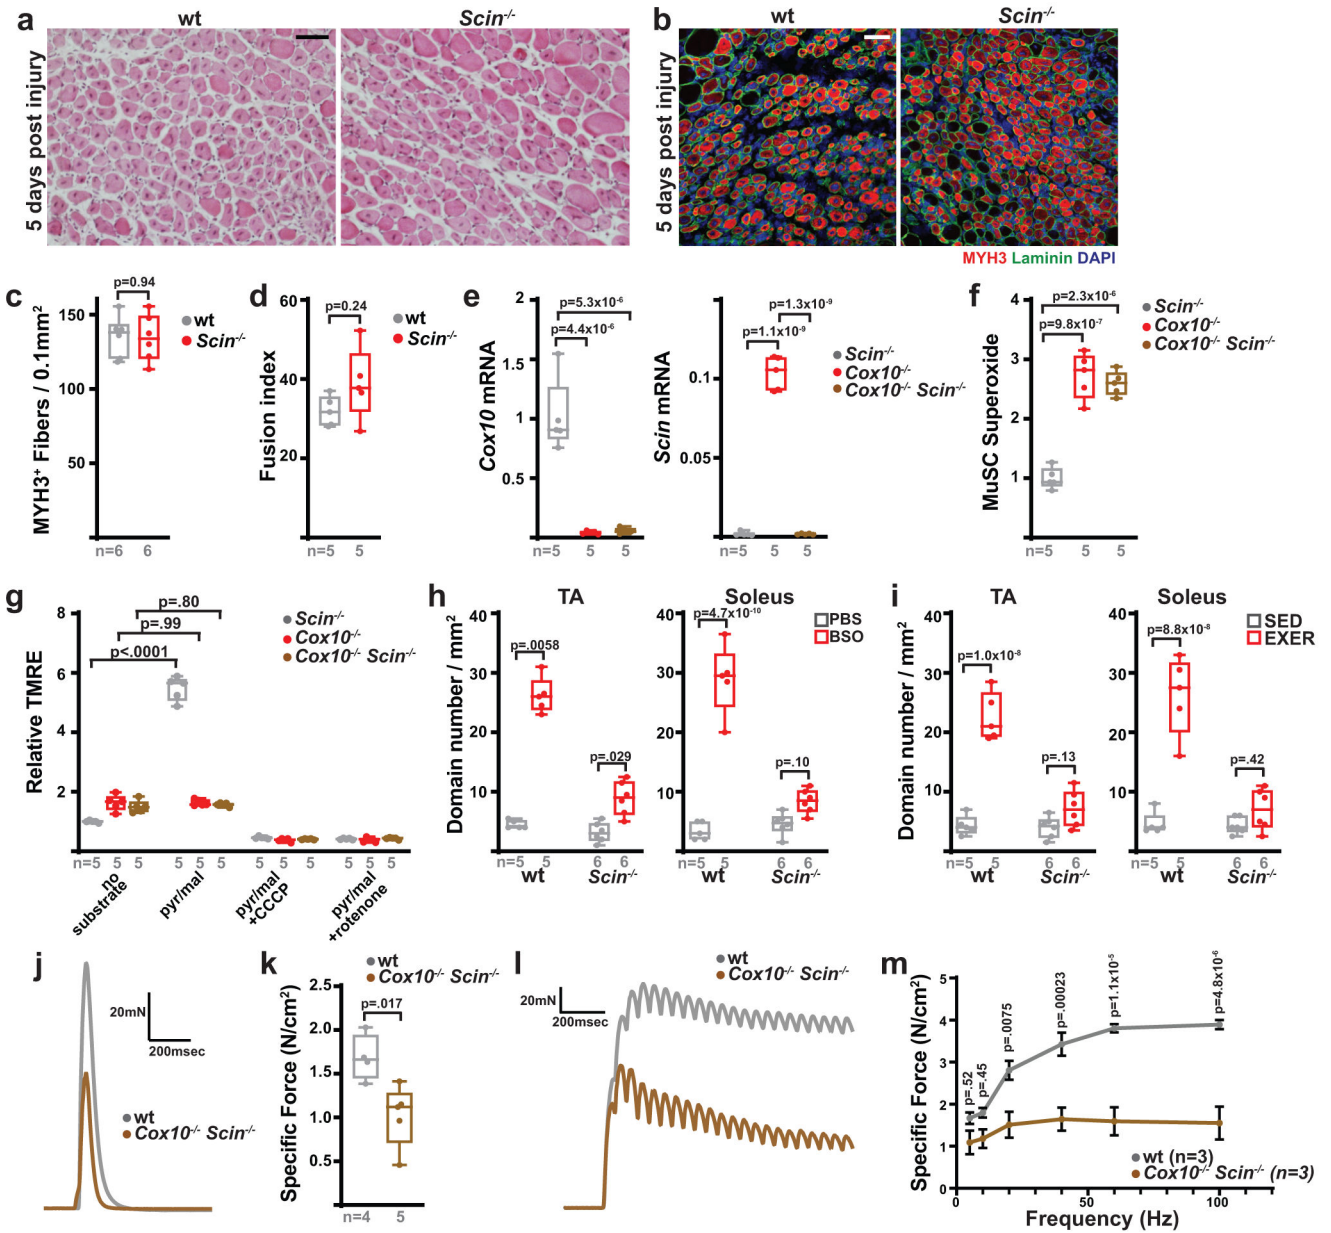 a
wt
Scin-/-
5 days post injury
b
wt
Scin-/-
5 days post injury
MYH3 Laminin DAPI
c
p=0.94
MYH3+ Fibers / 0.1mm2
150
100
50
n=6 6
wt
Scin-/-
d
p=0.24
Fusion index
60
40
20
n=5 5
wt
Scin-/-
e
Cox10 mRNA
2
1.5
1
0.5
p=5.3x10-6
p=4.4x10-6
n=5 5 5
Scin mRNA
0.1
0.05
p=1.3x10-9
p=1.1x10-9
n=5 5 5
Scin-/-
Cox10-/-
Cox10-/- Scin-/-
f
MuSC Superoxide
4
3
2
1
p=2.3x10-6
p=9.8x10-7
n=5 5 5
Scin-/-
Cox10-/-
Cox10-/- Scin-/-
g
Relative TMRE
8
6
4
2
p=.80
p=.99
p<.0001
Scin-/-
Cox10-/-
Cox10-/- Scin-/-
n=5 5 5 5 5 5 5 5 5 5 5 5
no substrate
pyr/mal
pyr/mal +CCCP
pyr/mal +rotenone
h
TA
Soleus
Domain number / mm2
40
30
20
10
p=.0058
p=.029
n=5 5 6 6
wt Scin-/-
40
30
20
10
p=4.7x10-10
p=.10
n=5 5 6 6
wt Scin-/-
PBS
BSO
i
TA
Soleus
Domain number / mm2
40
30
20
10
p=1.0x10-8
p=.13
n=5 5 6 6
wt Scin-/-
40
30
20
10
p=8.8x10-8
p=.42
n=5 5 6 6
wt Scin-/-
SED
EXER
j
20mN
200msec
wt
Cox10-/- Scin-/-
k
wt
Cox10-/- Scin-/-
Specific Force (N/cm2)
2.5
2.0
1.5
1.0
0.5
p=.017
n=4 5
l
wt
Cox10-/- Scin-/-
20mN
200msec
m
Specific Force (N/cm2)
5
4
3
2
1
0
p=.52
p=.45
p=.0075
p=.00023
p=1.1x10-5
p=4.8x10-6
wt (n=3)
Cox10-/- Scin-/- (n=3)
0 50 100
Frequency (Hz)